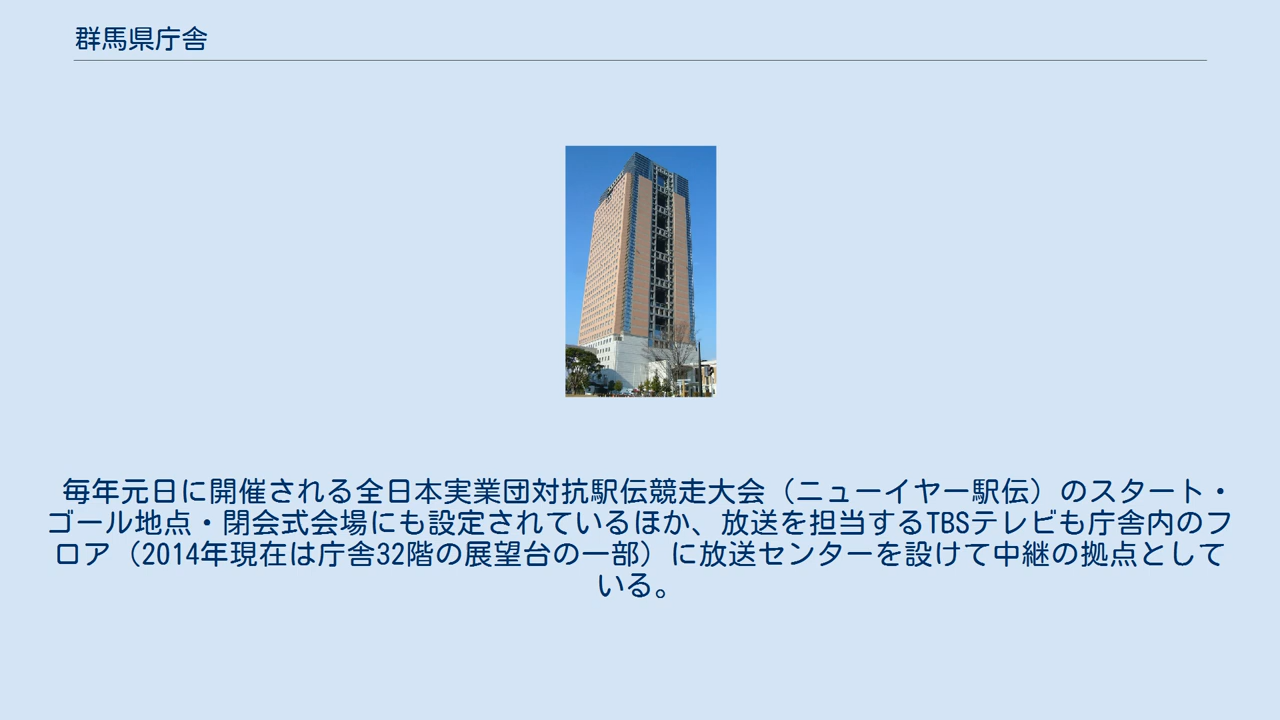 群馬県庁舎
毎年元日に開催される全日本実業団対抗駅伝競走大会（ニューイヤー駅伝）のスタート・
ゴール地点・閉会式会場にも設定されているほか、放送を担当するTBSテレビも庁舎内のフ
ロア（2014年現在は庁舎32階の展望台の一部）に放送センターを設けて中継の拠点として
いる。